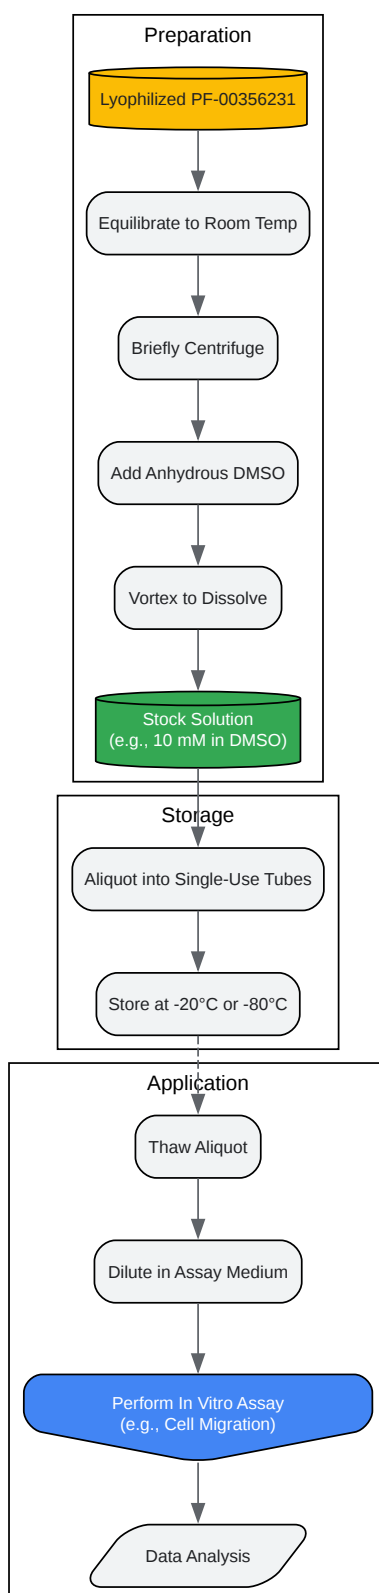 Preparation
Lyophilized PF-00356231
Equilibrate to Room Temp
Briefly Centrifuge
Add Anhydrous DMSO
Vortex to Dissolve
Stock Solution
(e.g., 10 mM in DMSO)
Storage
Aliquot into Single-Use Tubes
Store at -20°C or -80°C
Application
Thaw Aliquot
Dilute in Assay Medium
Perform In Vitro Assay
(e.g., Cell Migration)
Data Analysis